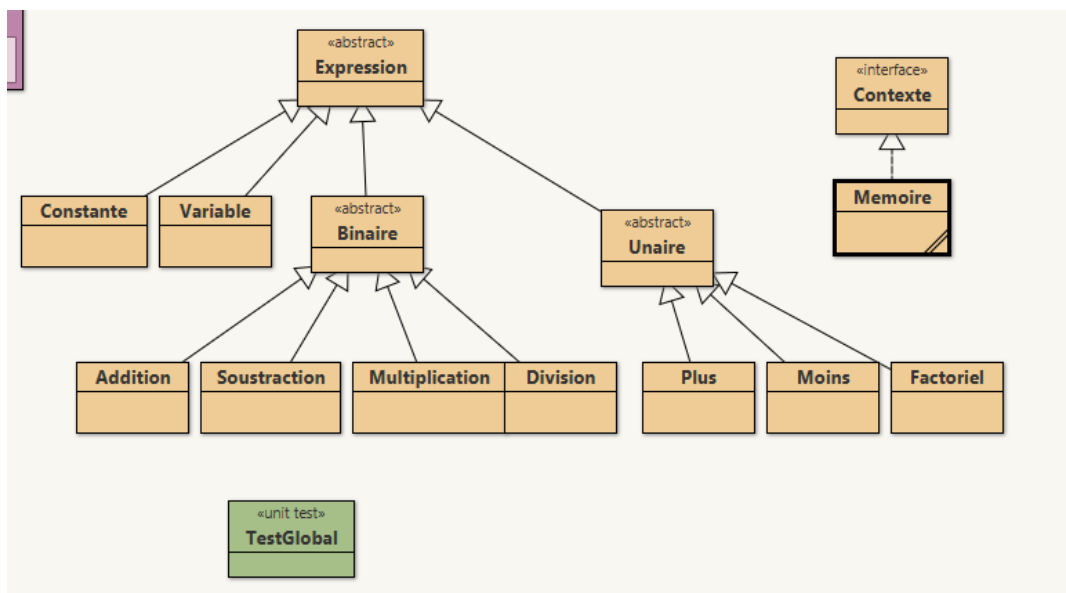 «abstract»
Expression
«interface»
Contexte
Constante
Variable
«abstract»
Binaire
«abstract»
Unaire
Memoire
Addition
Soustraction
Multiplication
Division
Plus
Moins
Factoriel
«unit test»
TestGlobal